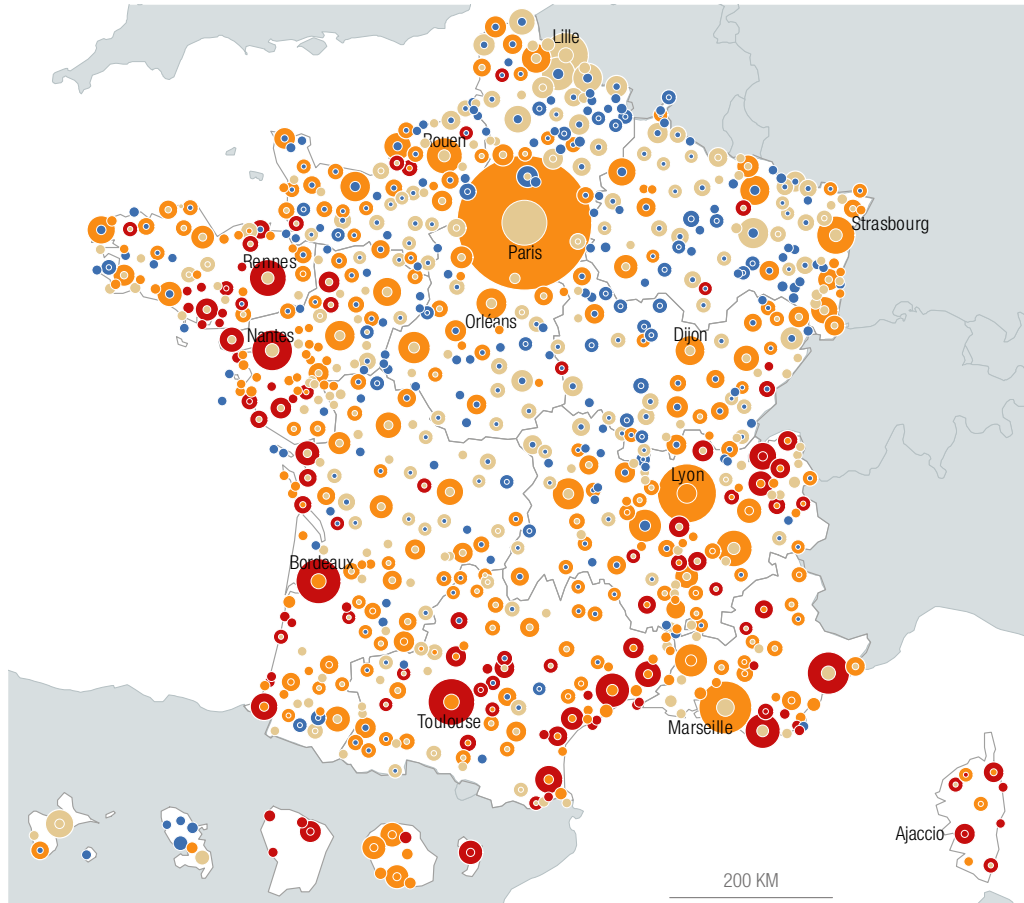 Lille
Rouen
Strasbourg
Paris
Rennes
Orléans
Nantes
Dijon
Lyon
Bordeaux
Toulouse
Marseille
Ajaccio
200 KM